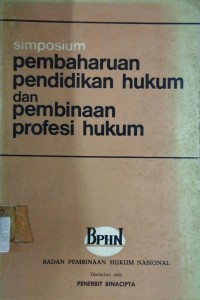 simposium
pembaharuan
pendidikan hukum
dan
pembinaan
profesi hukum
BPHN
BADAN PEMBINAAN HUKUM NASIONAL
PENERBIT BINACIPTA